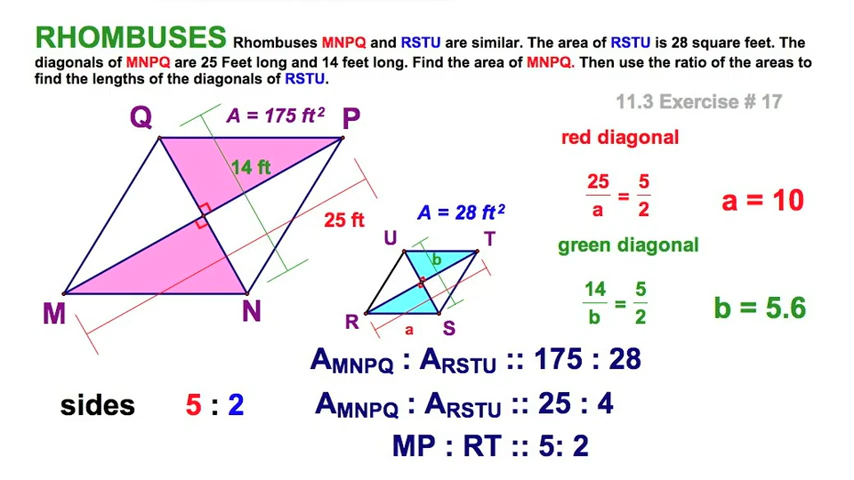 RHOMBUSES Rhombuses MNPQ and RSTU are similar. The area of RSTU is 28 square feet. The
diagonals of MNPQ are 25 Feet long and 14 feet long. Find the area of MNPQ. Then use the ratio of the areas to
find the lengths of the diagonals of RSTU.
11.3 Exercise # 17
Q
A = 175 ft²
P
14 ft
25 ft
M
N
A = 28 ft²
U
T
b
R
a
S
red diagonal
25/a = 5/2
a = 10
green diagonal
14/b = 5/2
b = 5.6
AMNPQ : ARSTU :: 175 : 28
sides 5 : 2
AMNPQ : ARSTU :: 25 : 4
MP : RT :: 5: 2